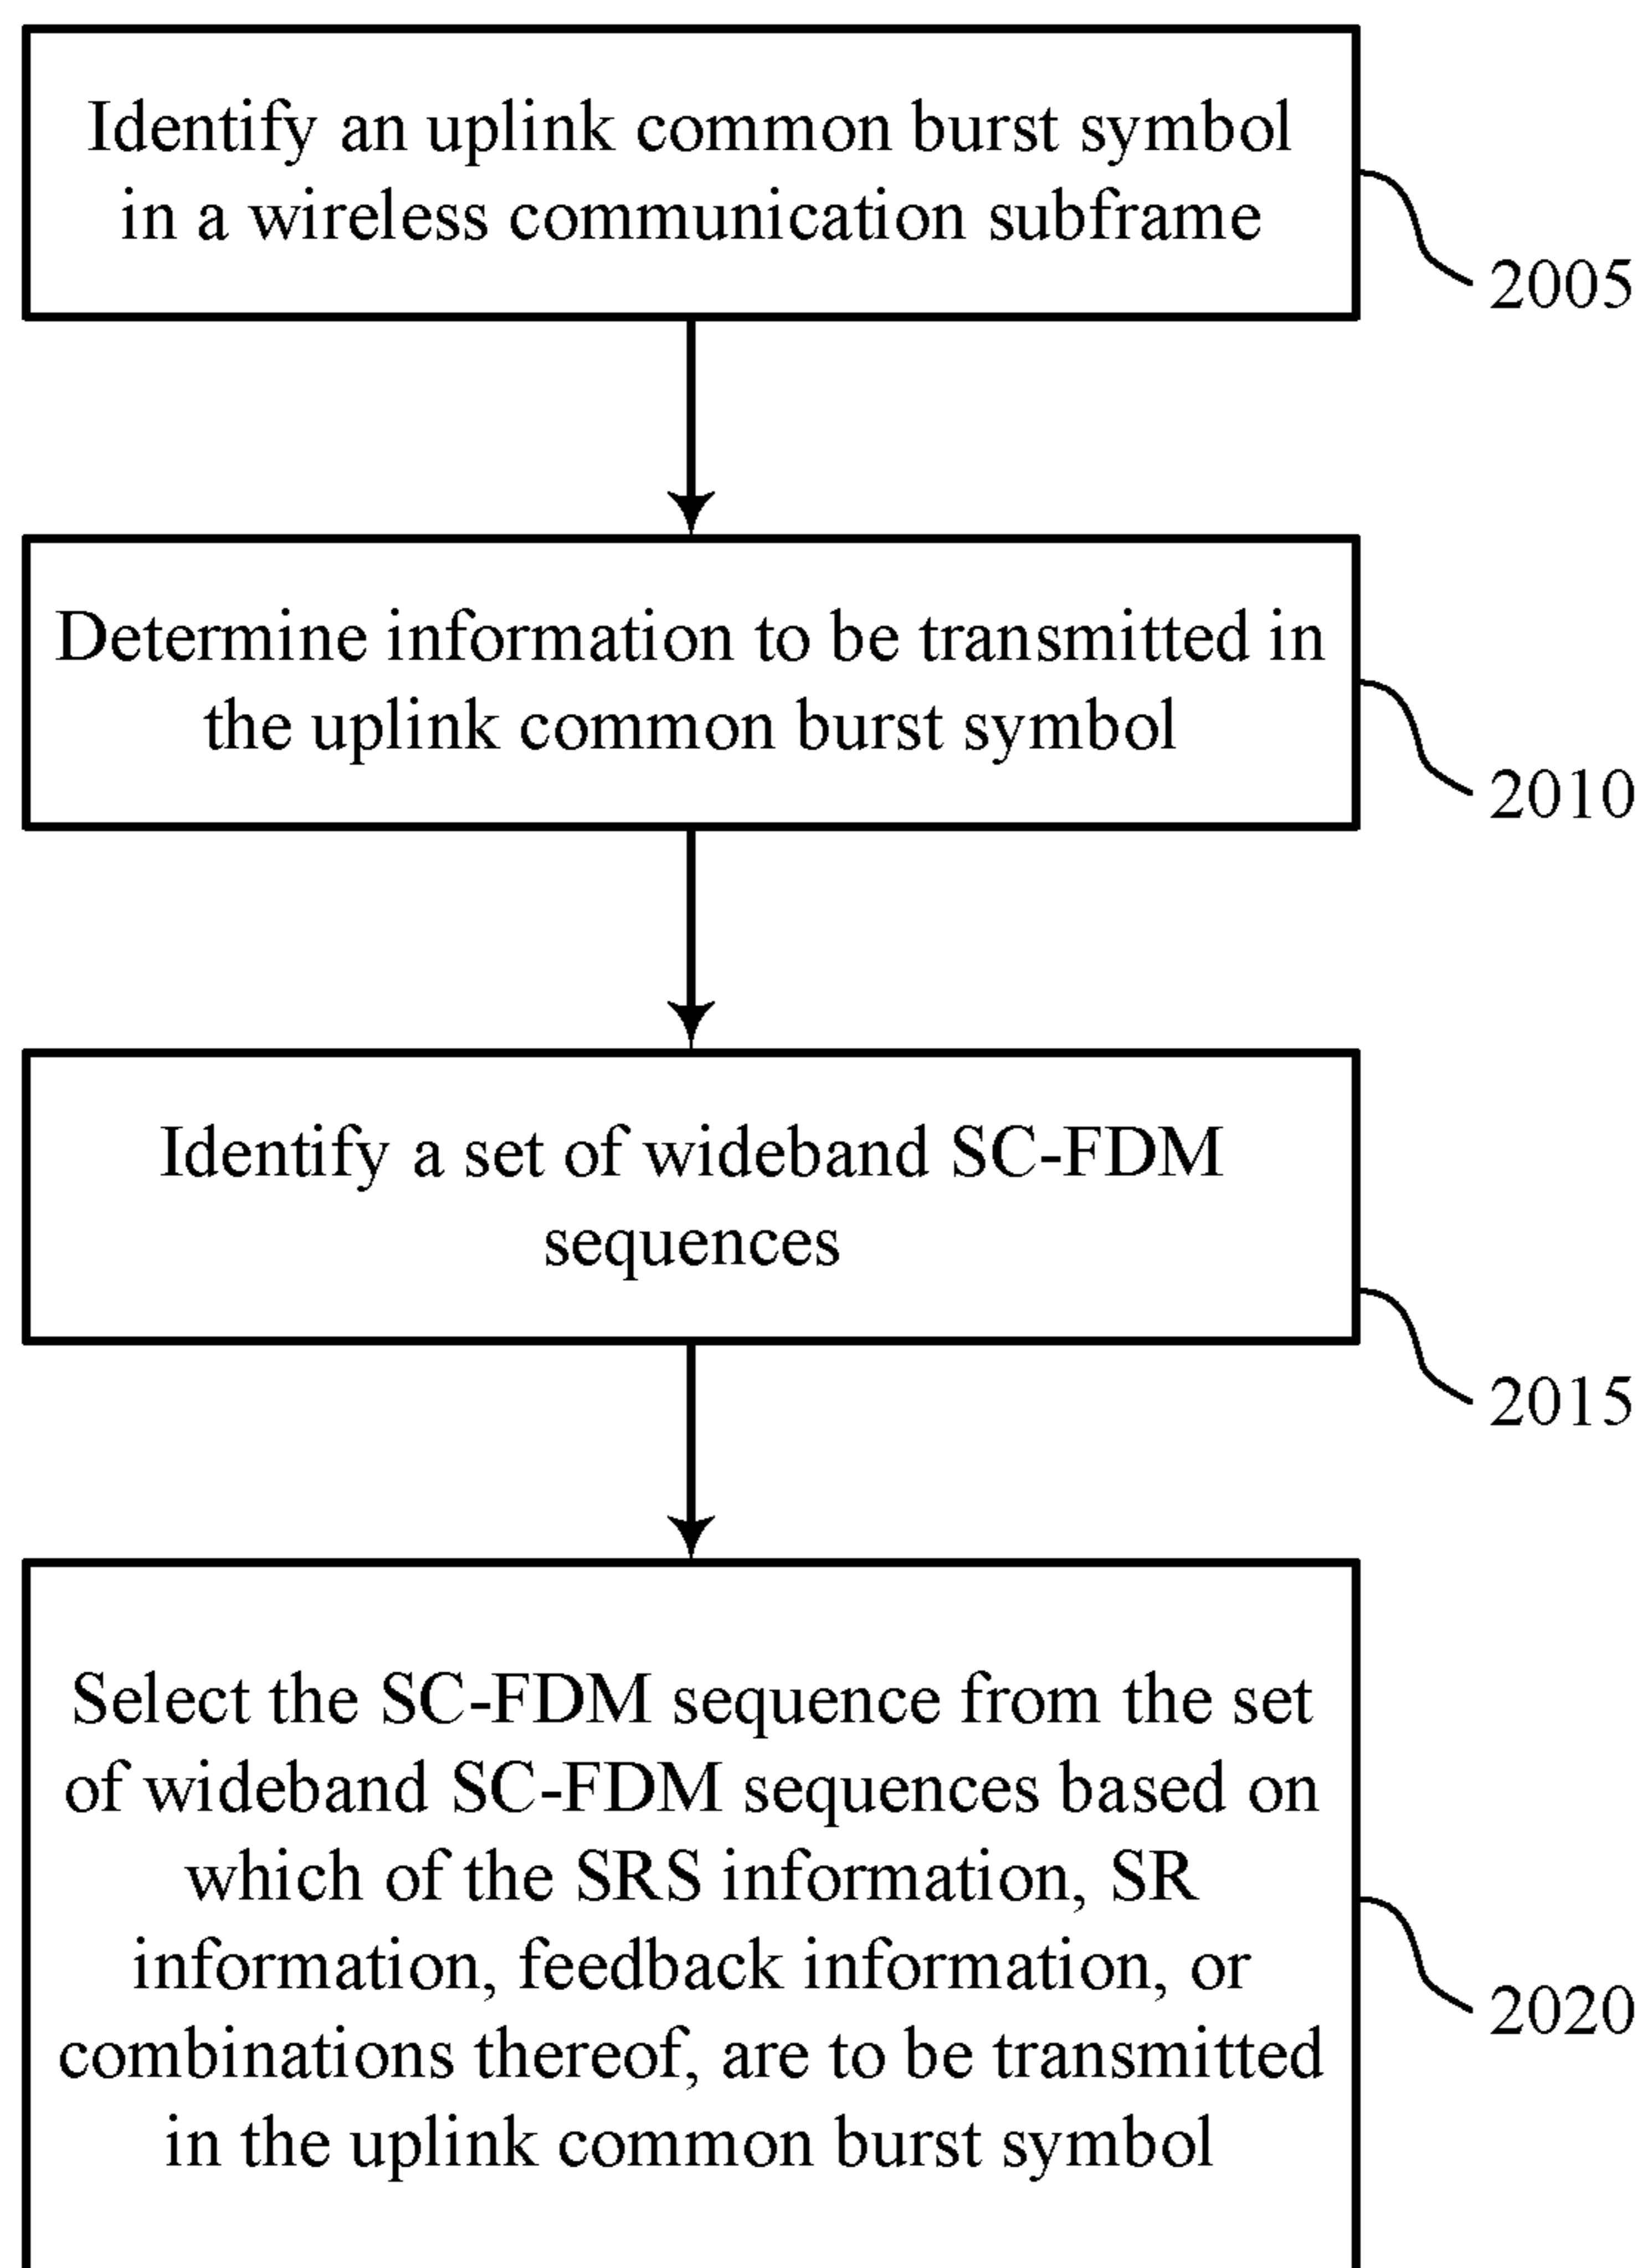 Identify an uplink common burst symbol
in a wireless communication subframe
2005
Determine information to be transmitted in
the uplink common burst symbol
2010
Identify a set of wideband SC-FDM
sequences
2015
Select the SC-FDM sequence from the set
of wideband SC-FDM sequences based on
which of the SRS information, SR
information, feedback information, or
combinations thereof, are to be transmitted
in the uplink common burst symbol
2020